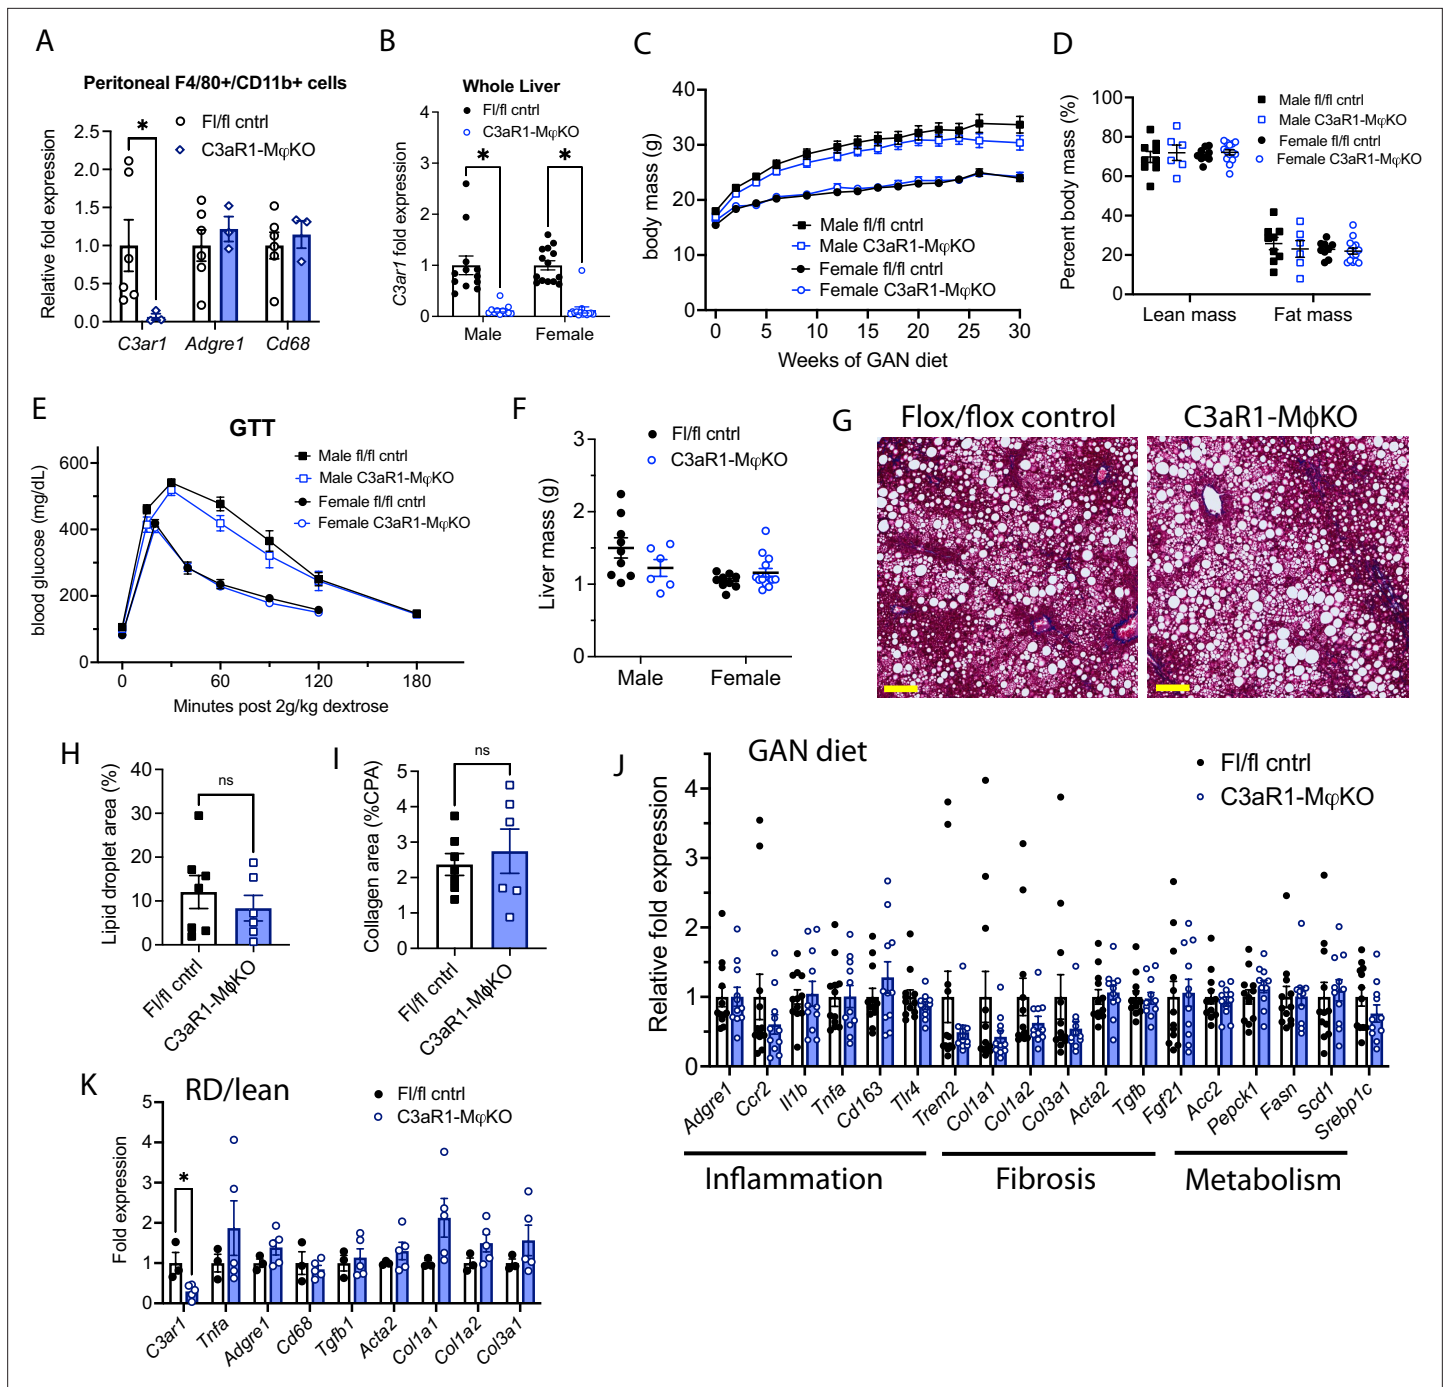 A
Peritoneal F4/80+/CD11b+ cells
Relative fold expression
2.5
2.0
1.5
1.0
0.5
0.0
*
Fl/fl cntrl
C3aR1-MφKO
C3ar1
Adgre1
Cd68
B
Whole Liver
C3ar1 fold expression
4
3
2
1
0
Fl/fl cntrl
C3aR1-MφKO
*
*
Male
Female
C
body mass (g)
40
30
20
10
0
Male fl/fl cntrl
Male C3aR1-MφKO
Female fl/fl cntrl
Female C3aR1-MφKO
0 5 10 15 20 25 30
Weeks of GAN diet
D
Percent body mass (%)
100
80
60
40
20
0
Male fl/fl cntrl
Male C3aR1-MφKO
Female fl/fl cntrl
Female C3aR1-MφKO
Lean mass
Fat mass
E
GTT
blood glucose (mg/dL)
600
400
200
0
Male fl/fl cntrl
Male C3aR1-MφKO
Female fl/fl cntrl
Female C3aR1-MφKO
0 60 120 180
Minutes post 2g/kg dextrose
F
Liver mass (g)
3
2
1
0
Fl/fl cntrl
C3aR1-MφKO
Male
Female
G
Flox/flox control
C3aR1-MϕKO
H
Lipid droplet area (%)
40
30
20
10
0
ns
Fl/fl cntrl
C3aR1-MφKO
I
Collagen area (%CPA)
5
4
3
2
1
0
ns
Fl/fl cntrl
C3aR1-MφKO
J
GAN diet
Relative fold expression
4
2
1
0
Fl/fl cntrl
C3aR1-MφKO
Adgre1
Ccr2
Il1b
Tnfa
Cd163
Tlr4
Trem2
Col1a1
Col1a2
Col3a1
Acta2
Tgfb
Fgf21
Acc2
Pepck1
Fasn
Scd1
Srebp1c
Inflammation
Fibrosis
Metabolism
K
RD/lean
Fold expression
5
4
3
2
1
0
*
Fl/fl cntrl
C3aR1-MφKO
C3ar1
Tnfa
Adgre1
Cd68
Tgfb1
Acta2
Col1a1
Col1a2
Col3a1